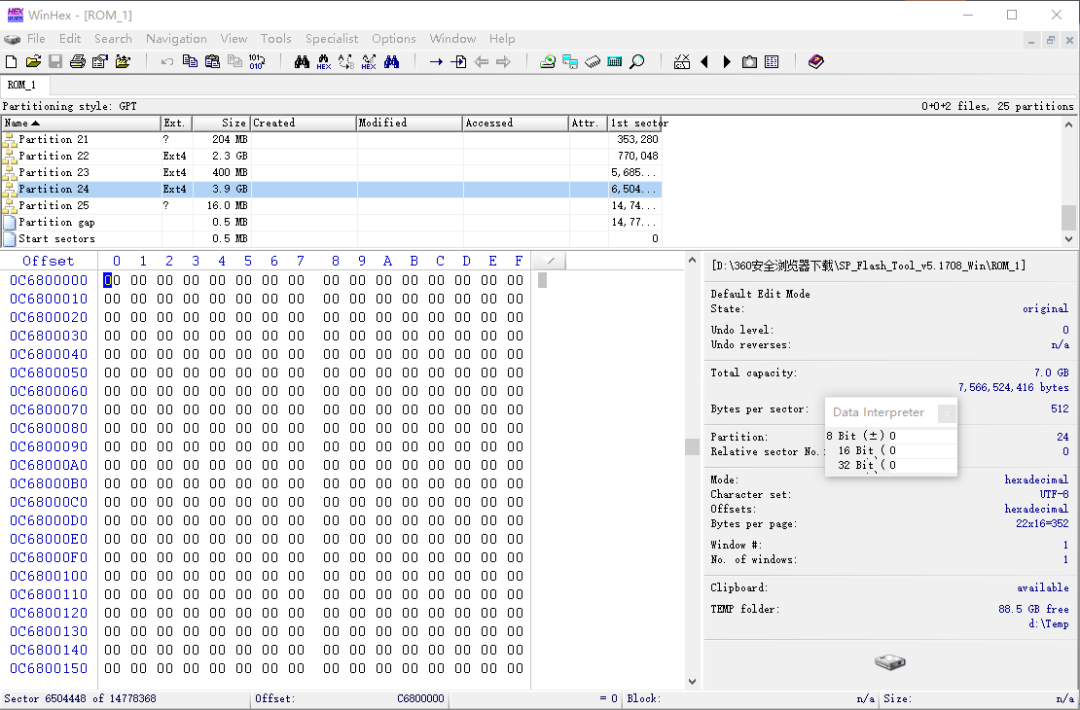 WinHex - [ROM_1]
File Edit Search Navigation View Tools Specialist Options Window Help
ROM_1
Partitioning style: GPT 0+0+2 files, 25 partitions
Name Ext. Size Created Modified Accessed Attr. 1st sector
Partition 21 ? 204 MB 353,280
Partition 22 Ext4 2.3 GB 770,048
Partition 23 Ext4 400 MB 5,685...
Partition 24 Ext4 3.9 GB 6,504...
Partition 25 ? 16.0 MB 14,74...
Partition gap 0.5 MB 14,77...
Start sectors 0.5 MB 0
Offset 0 1 2 3 4 5 6 7 8 9 A B C D E F
0C6800000 00 00 00 00 00 00 00 00 00 00 00 00 00 00 00 00
0C6800010 00 00 00 00 00 00 00 00 00 00 00 00 00 00 00 00
0C6800020 00 00 00 00 00 00 00 00 00 00 00 00 00 00 00 00
0C6800030 00 00 00 00 00 00 00 00 00 00 00 00 00 00 00 00
0C6800040 00 00 00 00 00 00 00 00 00 00 00 00 00 00 00 00
0C6800050 00 00 00 00 00 00 00 00 00 00 00 00 00 00 00 00
0C6800060 00 00 00 00 00 00 00 00 00 00 00 00 00 00 00 00
0C6800070 00 00 00 00 00 00 00 00 00 00 00 00 00 00 00 00
0C6800080 00 00 00 00 00 00 00 00 00 00 00 00 00 00 00 00
0C6800090 00 00 00 00 00 00 00 00 00 00 00 00 00 00 00 00
0C68000A0 00 00 00 00 00 00 00 00 00 00 00 00 00 00 00 00
0C68000B0 00 00 00 00 00 00 00 00 00 00 00 00 00 00 00 00
0C68000C0 00 00 00 00 00 00 00 00 00 00 00 00 00 00 00 00
0C68000D0 00 00 00 00 00 00 00 00 00 00 00 00 00 00 00 00
0C68000E0 00 00 00 00 00 00 00 00 00 00 00 00 00 00 00 00
0C68000F0 00 00 00 00 00 00 00 00 00 00 00 00 00 00 00 00
0C6800100 00 00 00 00 00 00 00 00 00 00 00 00 00 00 00 00
0C6800110 00 00 00 00 00 00 00 00 00 00 00 00 00 00 00 00
0C6800120 00 00 00 00 00 00 00 00 00 00 00 00 00 00 00 00
0C6800130 00 00 00 00 00 00 00 00 00 00 00 00 00 00 00 00
0C6800140 00 00 00 00 00 00 00 00 00 00 00 00 00 00 00 00
0C6800150 00 00 00 00 00 00 00 00 00 00 00 00 00 00 00 00
[D:\360安全浏览器下载\SP_Flash_Tool_v5.1708_Win\ROM_1]
Default Edit Mode
State: original
Undo level: 0
Undo reverses: n/a
Total capacity: 7.0 GB
7,566,524,416 bytes
Bytes per sector: 512
Partition: 24
Relative sector No.: 0
Data Interpreter
8 Bit (±) 0
16 Bit ( 0
32 Bit ( 0
Mode: hexadecimal
Character set: UTF-8
Offsets: hexadecimal
Bytes per page: 22x16=352
Window #: 1
No. of windows: 1
Clipboard: available
TEMP folder: 88.5 GB free
d:\Temp
Sector 6504448 of 14778368 Offset: C6800000 = 0 Block: n/a Size: n/a